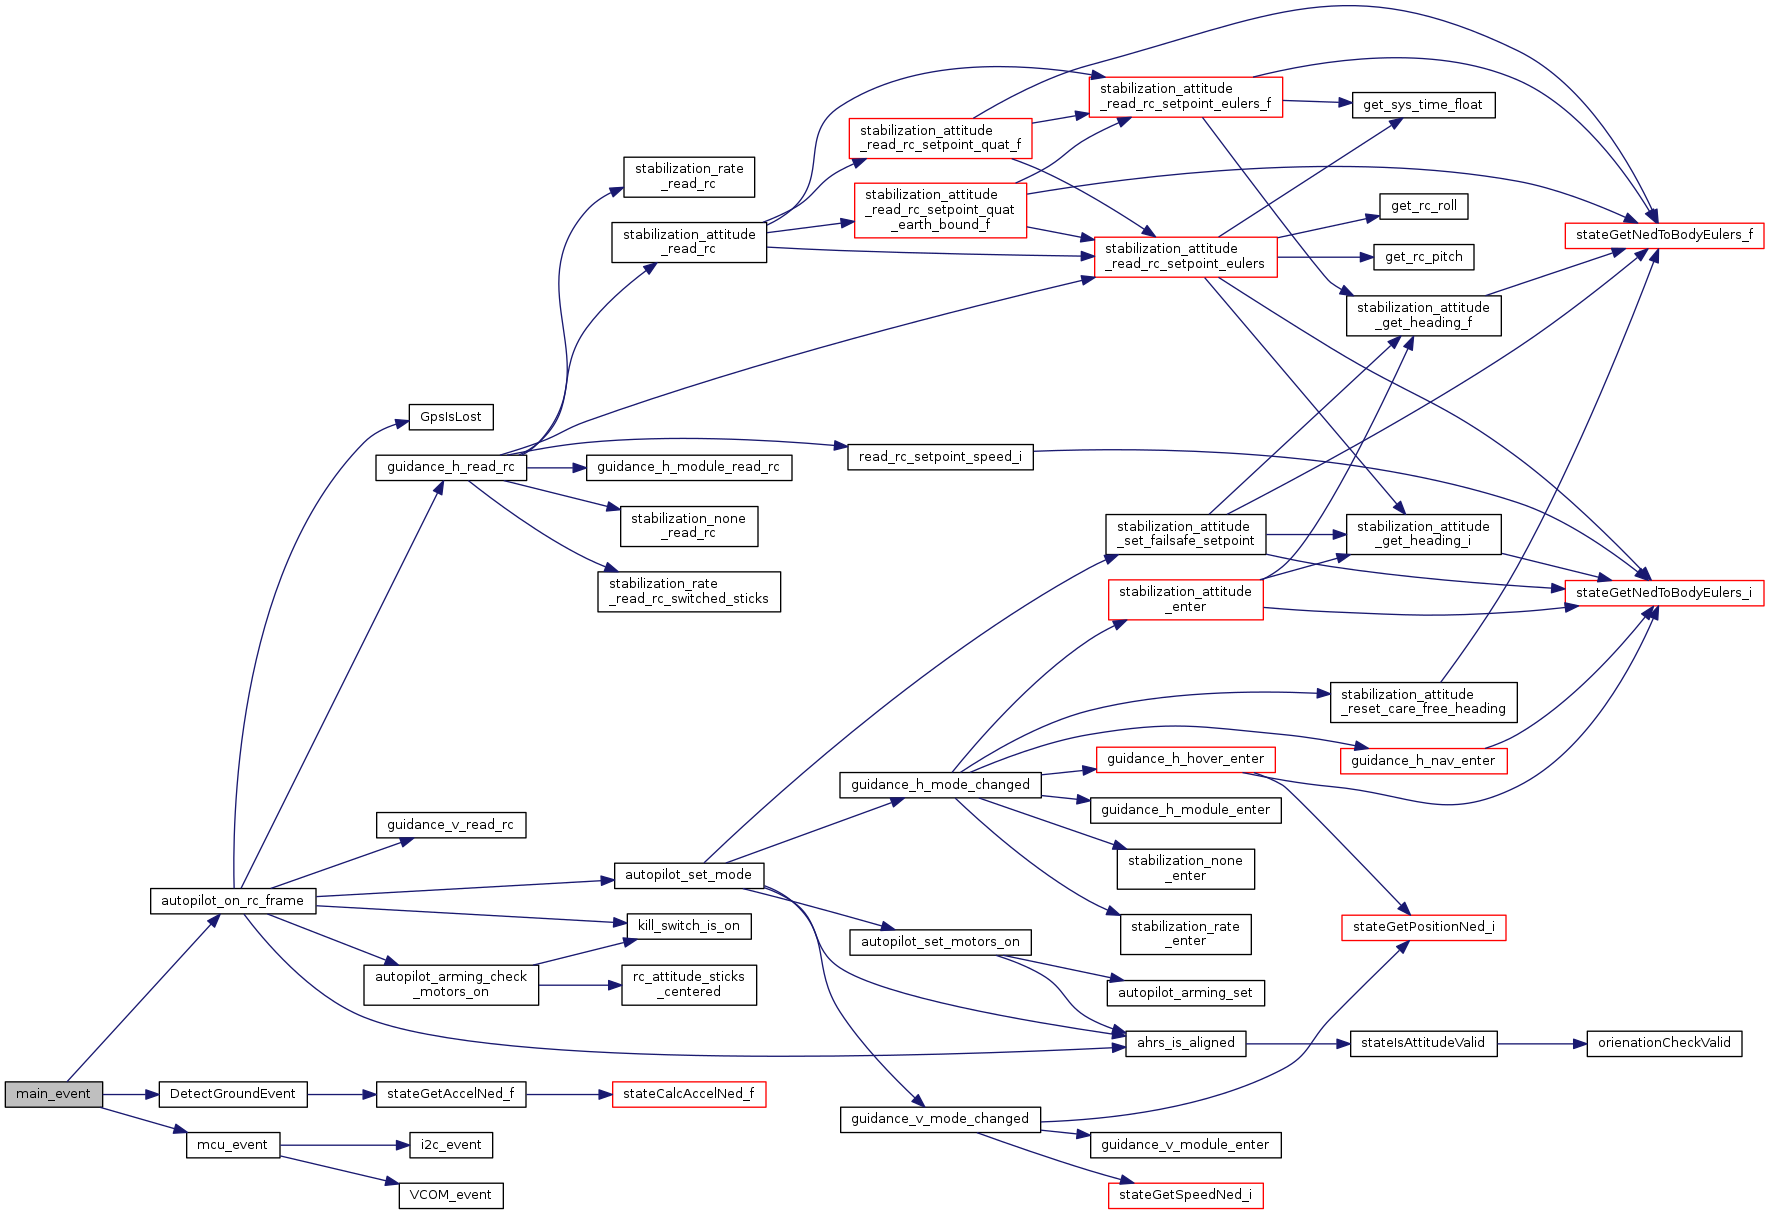 main_event
autopilot_on_rc_frame
DetectGroundEvent
mcu_event
GpsIsLost
guidance_h_read_rc
guidance_v_read_rc
autopilot_arming_check
_motors_on
stateGetAccelNed_f
i2c_event
VCOM_event
stabilization_rate
_read_rc
stabilization_attitude
_read_rc
guidance_h_module_read_rc
stabilization_none
_read_rc
stabilization_rate
_read_rc_switched_sticks
autopilot_set_mode
kill_switch_is_on
rc_attitude_sticks
_centered
stateCalcAccelNed_f
stabilization_attitude
_read_rc_setpoint_quat_f
stabilization_attitude
_read_rc_setpoint_quat
_earth_bound_f
read_rc_setpoint_speed_i
guidance_h_mode_changed
autopilot_set_motors_on
guidance_v_mode_changed
stabilization_attitude
_read_rc_setpoint_eulers_f
stabilization_attitude
_read_rc_setpoint_eulers
stabilization_attitude
_set_failsafe_setpoint
stabilization_attitude
_enter
guidance_h_hover_enter
guidance_h_module_enter
stabilization_none
_enter
stabilization_rate
_enter
autopilot_arming_set
ahrs_is_aligned
guidance_v_module_enter
stateGetSpeedNed_i
get_sys_time_float
get_rc_roll
get_rc_pitch
stabilization_attitude
_get_heading_f
stabilization_attitude
_get_heading_i
stabilization_attitude
_reset_care_free_heading
guidance_h_nav_enter
stateGetPositionNed_i
stateIsAttitudeValid
stateGetNedToBodyEulers_f
stateGetNedToBodyEulers_i
orienationCheckValid